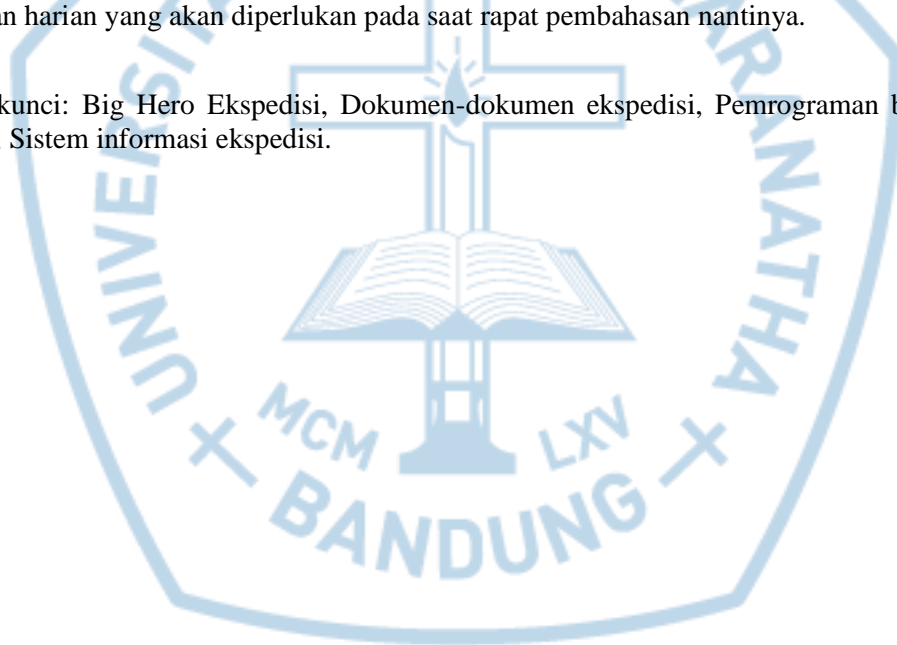 an harian yang akan diperlukan pada saat rapat pembahasan nantinya.
kunci: Big Hero Ekspedisi, Dokumen-dokumen ekspedisi, Pemrograman b
Sistem informasi ekspedisi.
MCM LXV
BANDUNG